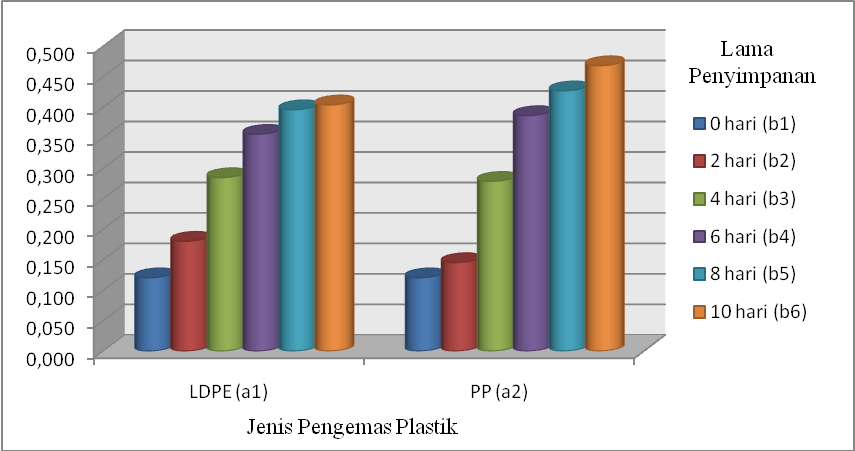 0,500
0,450
0,400
0,350
0,300
0,250
0,200
0,150
0,100
0,050
0,000
LDPE (a1)
PP (a2)
Jenis Pengemas Plastik
Lama
Penyimpanan
0 hari (b1)
2 hari (b2)
4 hari (b3)
6 hari (b4)
8 hari (b5)
10 hari (b6)